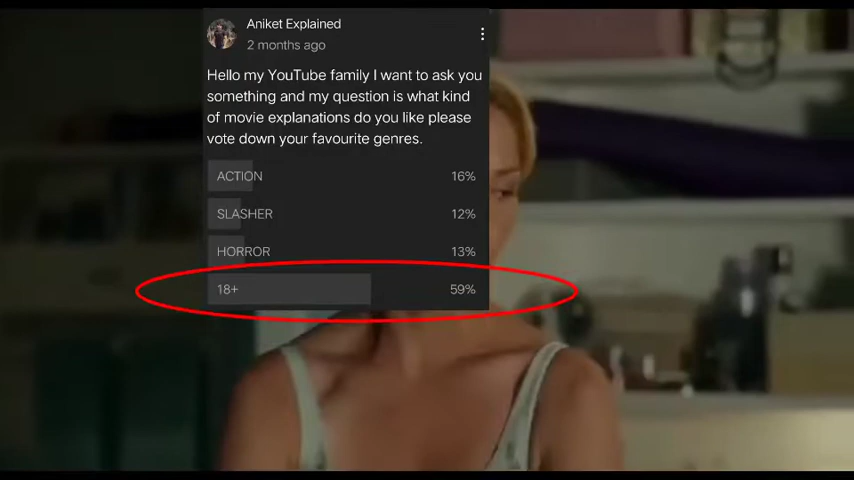 Aniket Explained
2 months ago
Hello my YouTube family I want to ask you
something and my question is what kind
of movie explanations do you like please
vote down your favourite genres.
ACTION 16%
SLASHER 12%
HORROR 13%
18+ 59%